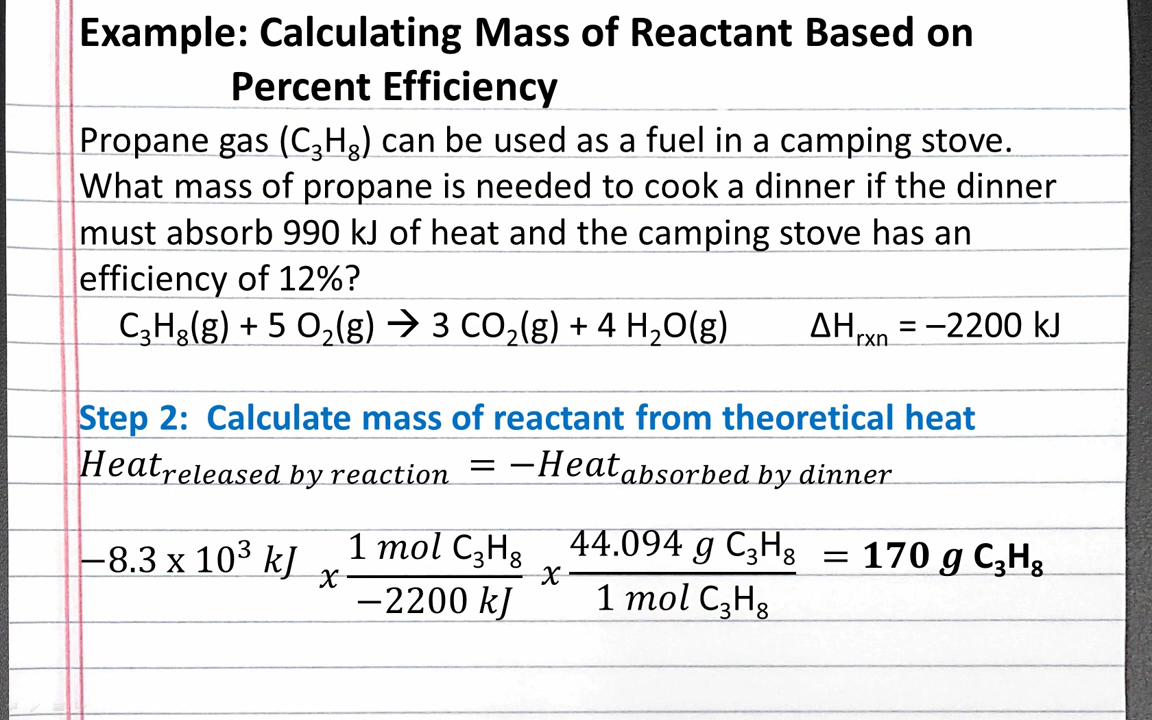 Example: Calculating Mass of Reactant Based on
Percent Efficiency
Propane gas (C₃H₈) can be used as a fuel in a camping stove.
What mass of propane is needed to cook a dinner if the dinner
must absorb 990 kJ of heat and the camping stove has an
efficiency of 12%?
C₃H₈(g) + 5 O₂(g) → 3 CO₂(g) + 4 H₂O(g) ΔHrxn = –2200 kJ
Step 2: Calculate mass of reactant from theoretical heat
Heat released by reaction = −Heat absorbed by dinner
−8.3 x 10³ kJ x 1 mol C₃H₈ / −2200 kJ x 44.094 g C₃H₈ / 1 mol C₃H₈ = 170 g C₃H₈